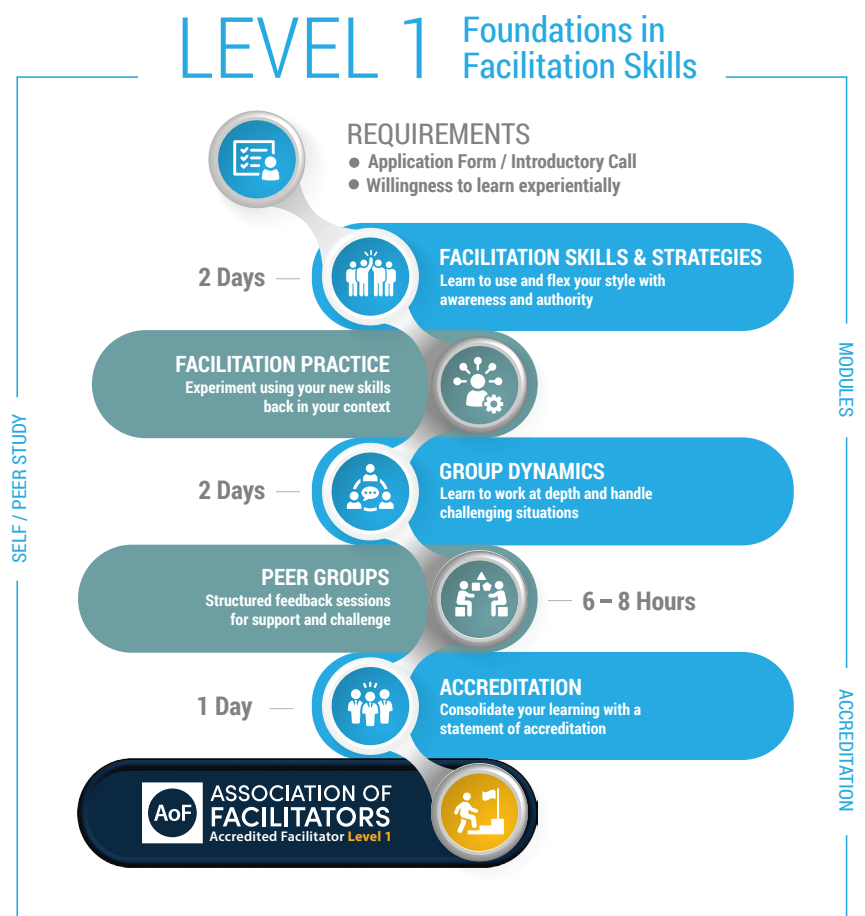 LEVEL 1
Foundations in
Facilitation Skills
REQUIREMENTS
● Application Form / Introductory Call
● Willingness to learn experientially
2 Days
FACILITATION SKILLS & STRATEGIES
Learn to use and flex your style with
awareness and authority
FACILITATION PRACTICE
Experiment using your new skills
back in your context
MODULES
SELF / PEER STUDY
2 Days
GROUP DYNAMICS
Learn to work at depth and handle
challenging situations
PEER GROUPS
Structured feedback sessions
for support and challenge
6 – 8 Hours
1 Day
ACCREDITATION
Consolidate your learning with a
statement of accreditation
ACCREDITATION
AoF
ASSOCIATION OF
FACILITATORS
Accredited Facilitator Level 1